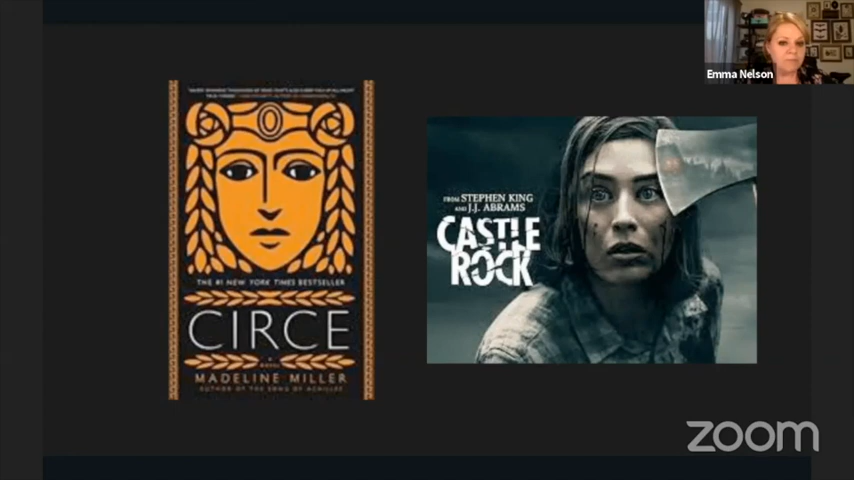 Emma Nelson
THE #1 NEW YORK TIMES BESTSELLER
CIRCE
A
NOVEL
MADELINE MILLER
AUTHOR OF THE SONG OF ACHILLES
FROM STEPHEN KING
AND J.J. ABRAMS
CASTLE
ROCK
zoom